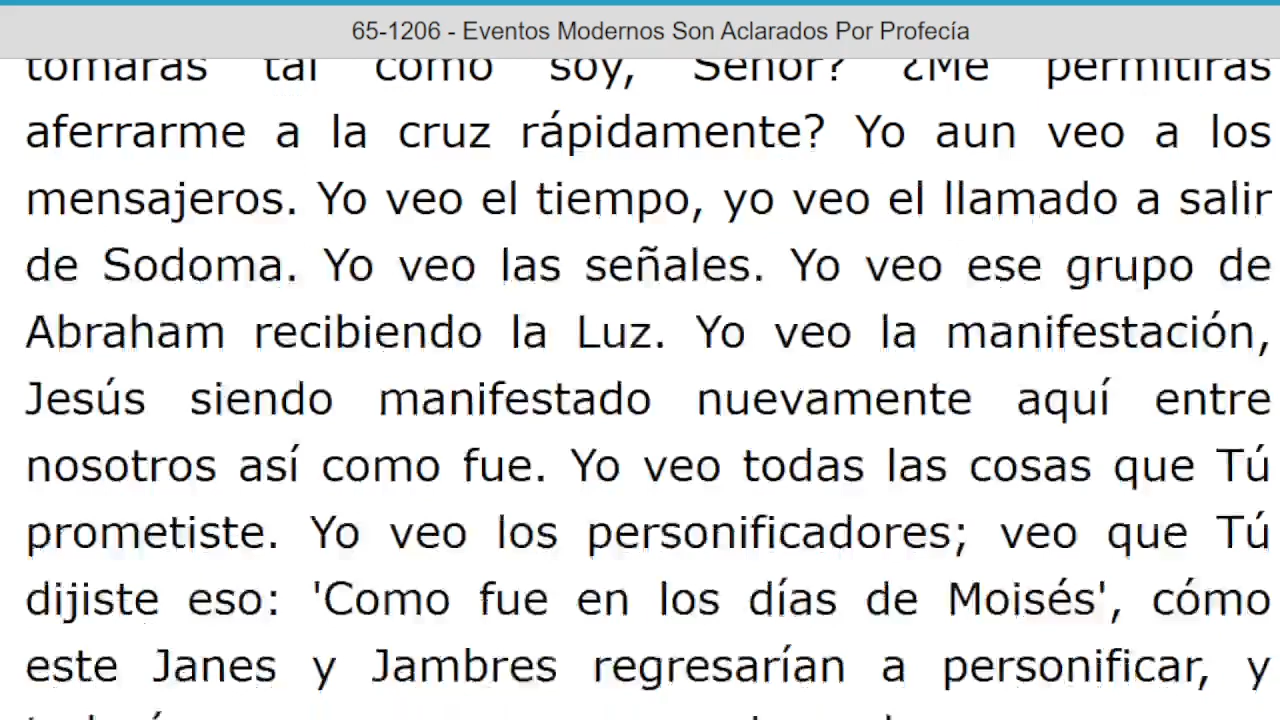 65-1206 - Eventos Modernos Son Aclarados Por Profecía
tomarás tal como soy, Señor? ¿Me permitirás
aferrarme a la cruz rápidamente? Yo aun veo a los
mensajeros. Yo veo el tiempo, yo veo el llamado a salir
de Sodoma. Yo veo las señales. Yo veo ese grupo de
Abraham recibiendo la Luz. Yo veo la manifestación,
Jesús siendo manifestado nuevamente aquí entre
nosotros así como fue. Yo veo todas las cosas que Tú
prometiste. Yo veo los personificadores; veo que Tú
dijiste eso: 'Como fue en los días de Moisés', cómo
este Janes y Jambres regresarían a personificar, y